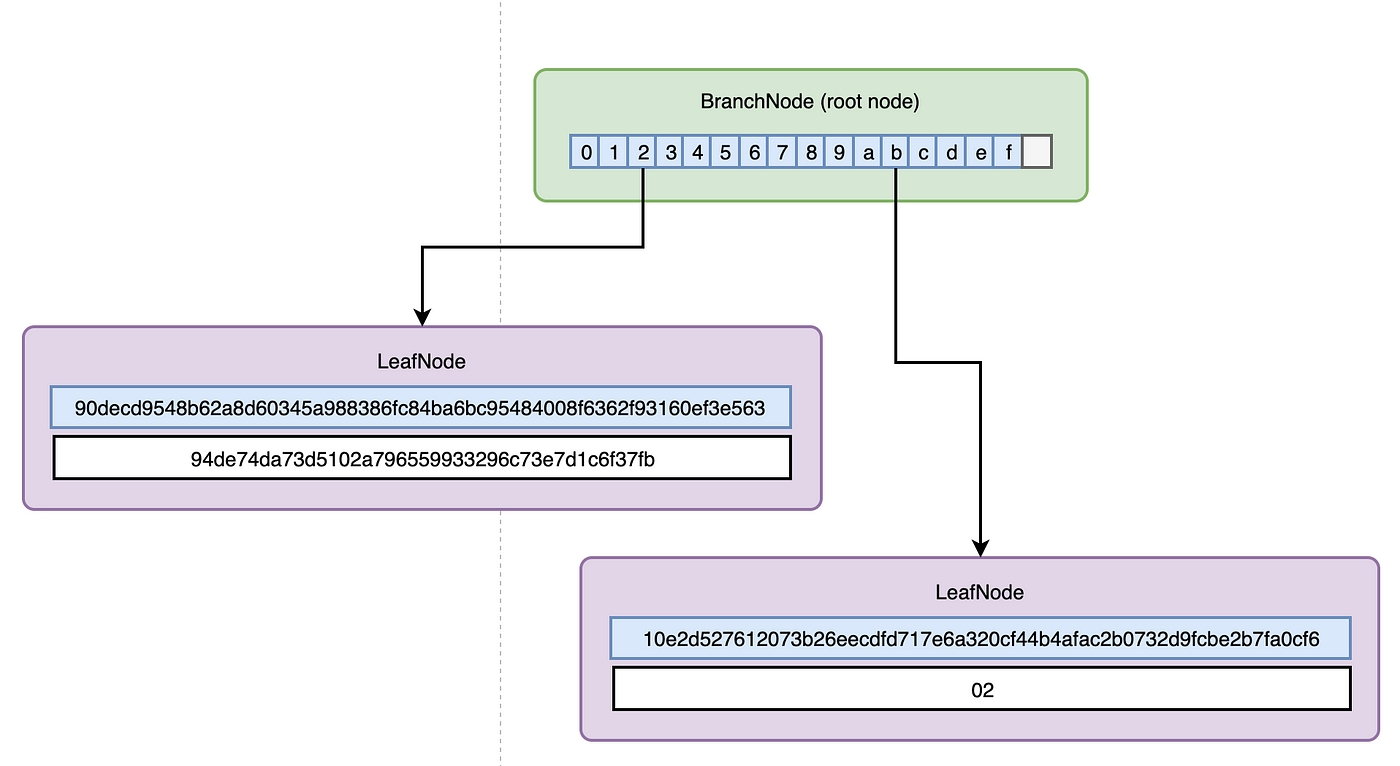 BranchNode (root node)
0 1 2 3 4 5 6 7 8 9 a b c d e f
LeafNode
90decd9548b62a8d60345a988386fc84ba6bc95484008f6362f93160ef3e563
94de74da73d5102a796559933296c73e7d1c6f37fb
LeafNode
10e2d527612073b26eecdfd717e6a320cf44b4afac2b0732d9fcbe2b7fa0cf6
02